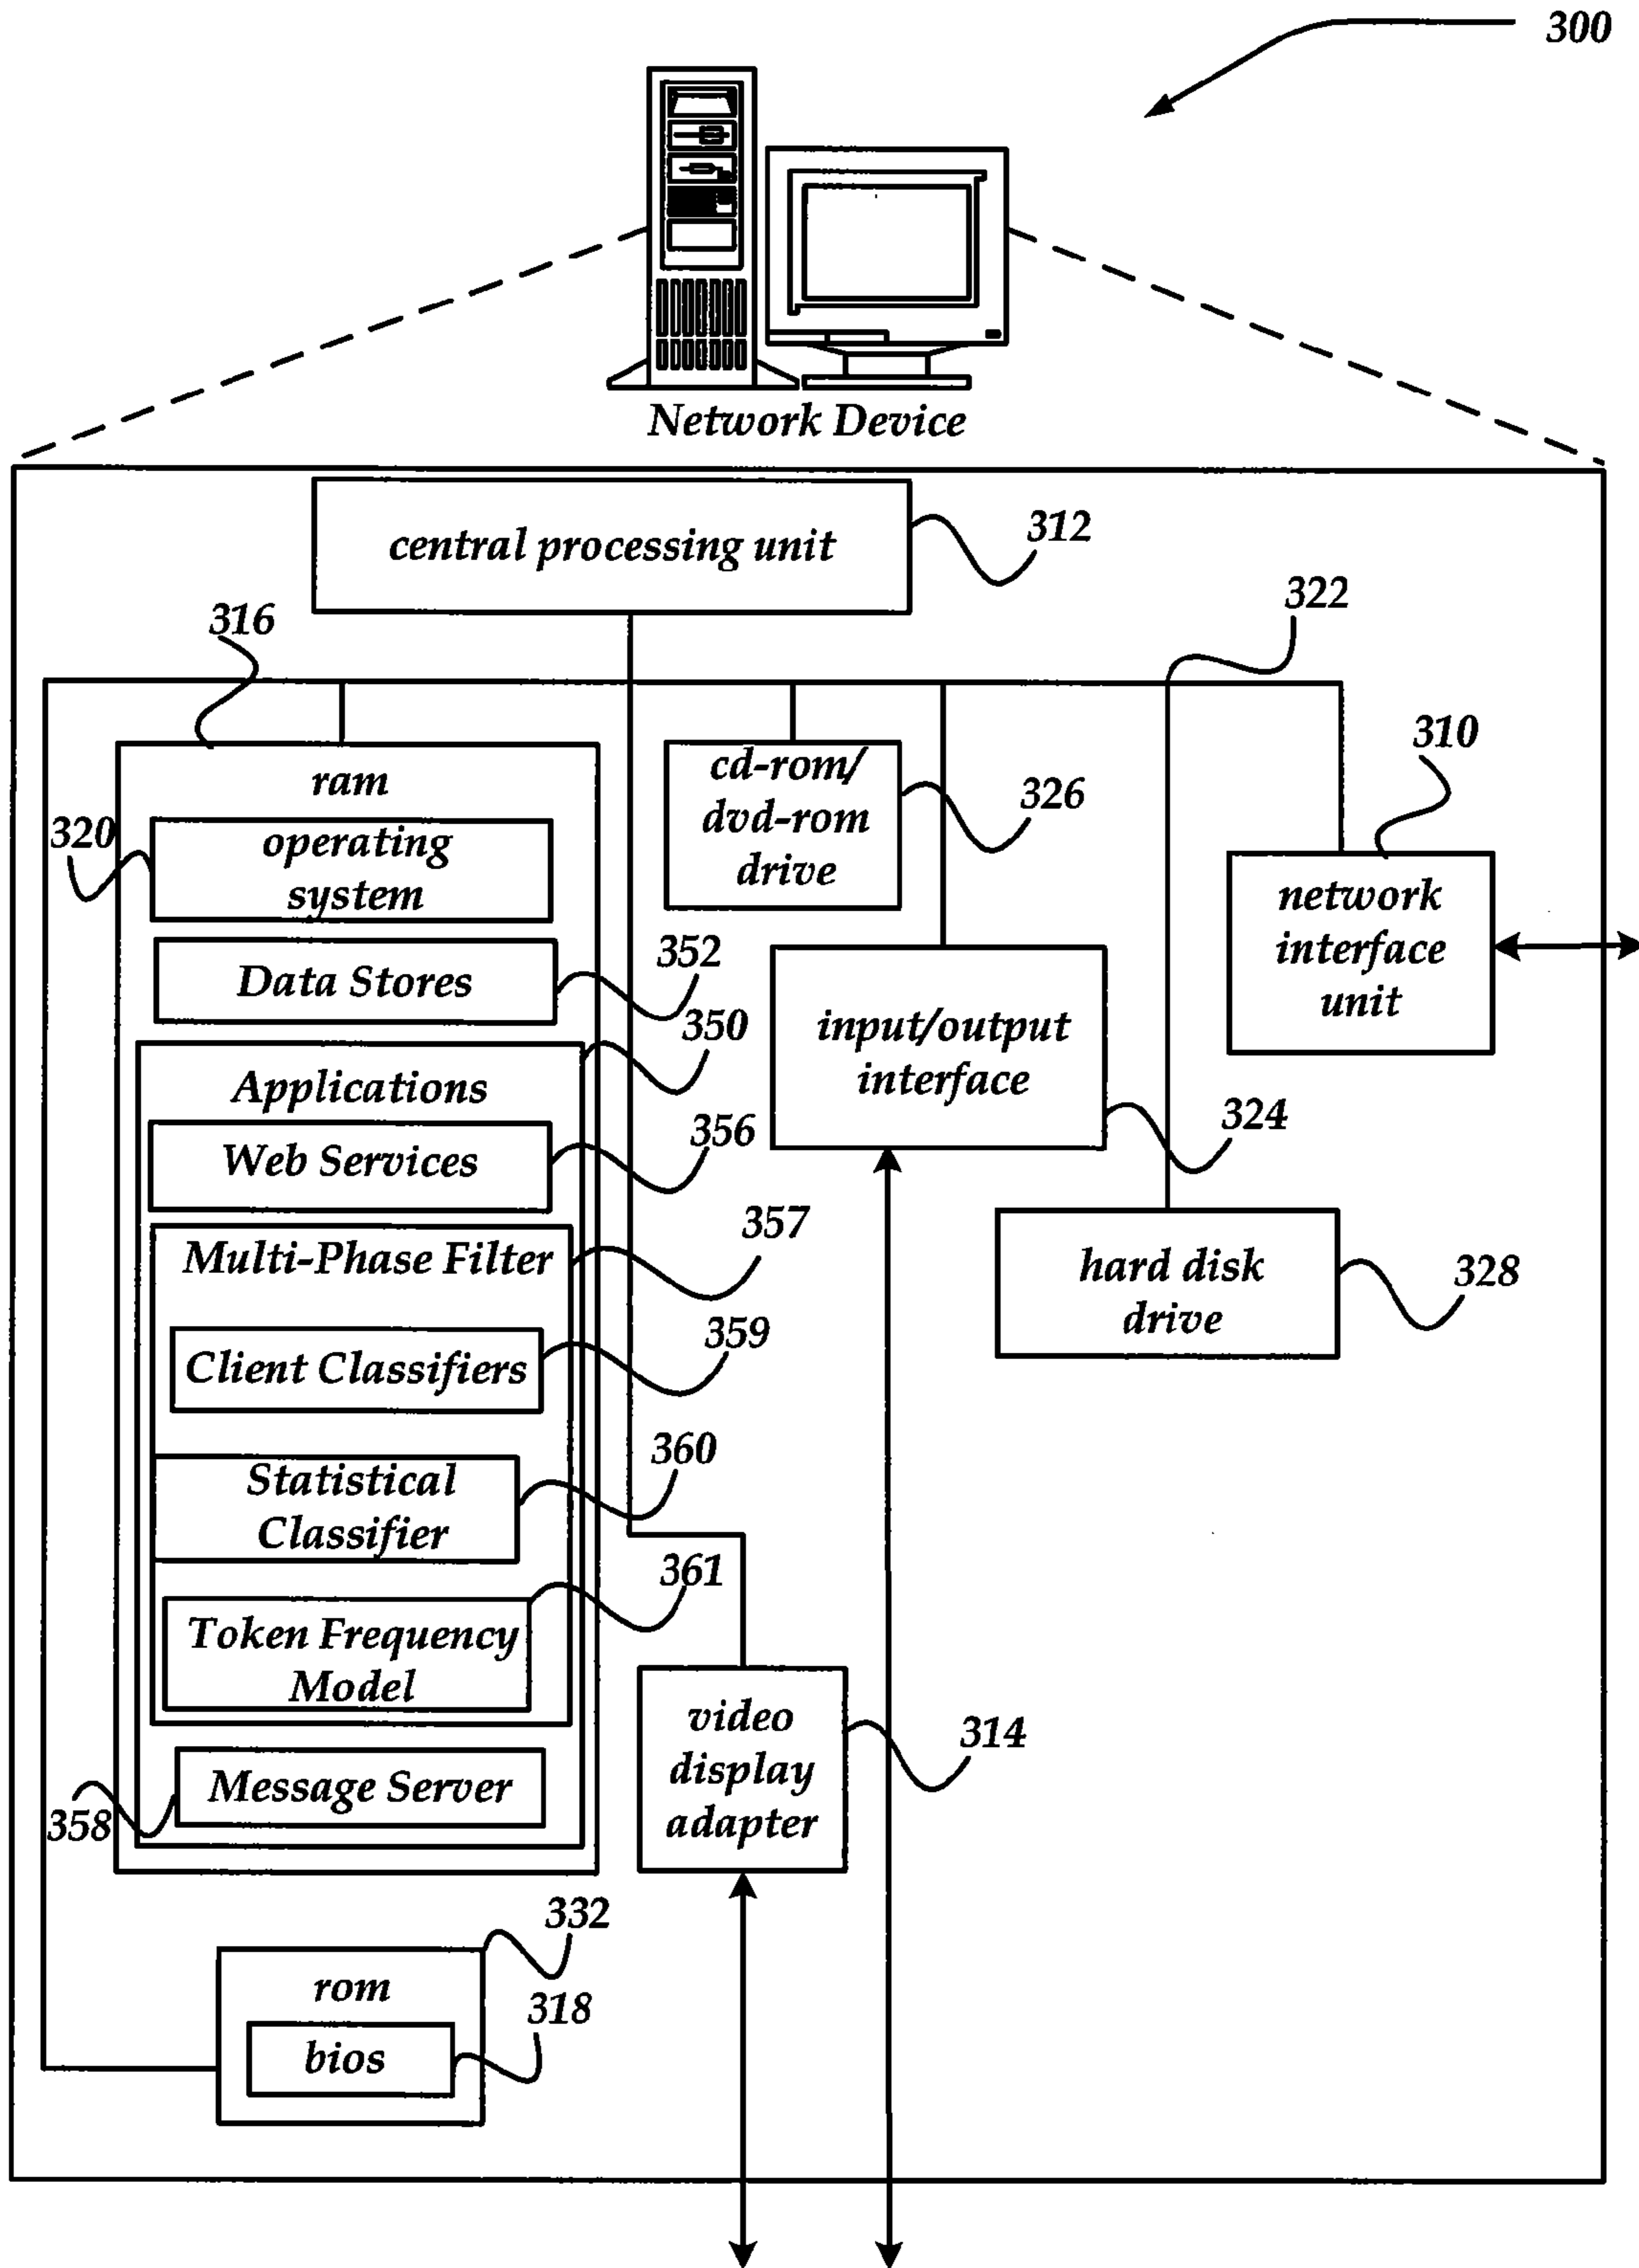 300
Network Device
central processing unit
312
322
316
310
ram
cd-rom/
dvd-rom
drive
326
320
operating
system
network
interface
unit
352
Data Stores
350
input/output
interface
Applications
324
356
Web Services
357
Multi-Phase Filter
hard disk
drive
328
359
Client Classifiers
360
Statistical
Classifier
361
Token Frequency
Model
video
display
adapter
314
Message Server
358
332
rom
318
bios